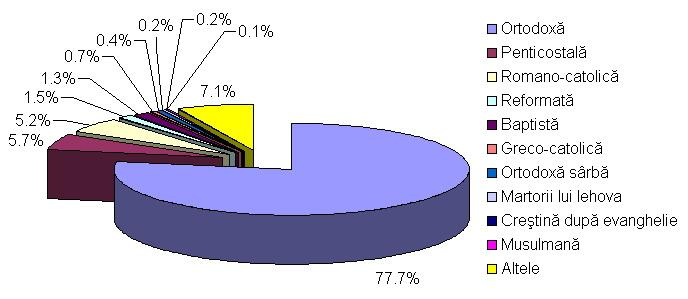 0.2%
0.2%
0.4%
0.1%
0.7%
1.3%
7.1%
1.5%
5.2%
5.7%
77.7%
Ortodoxă
Penticostală
Romano-catolică
Reformată
Baptistă
Greco-catolică
Ortodoxă sârbă
Martorii lui Iehova
Creștină după evanghelie
Musulmană
Altele